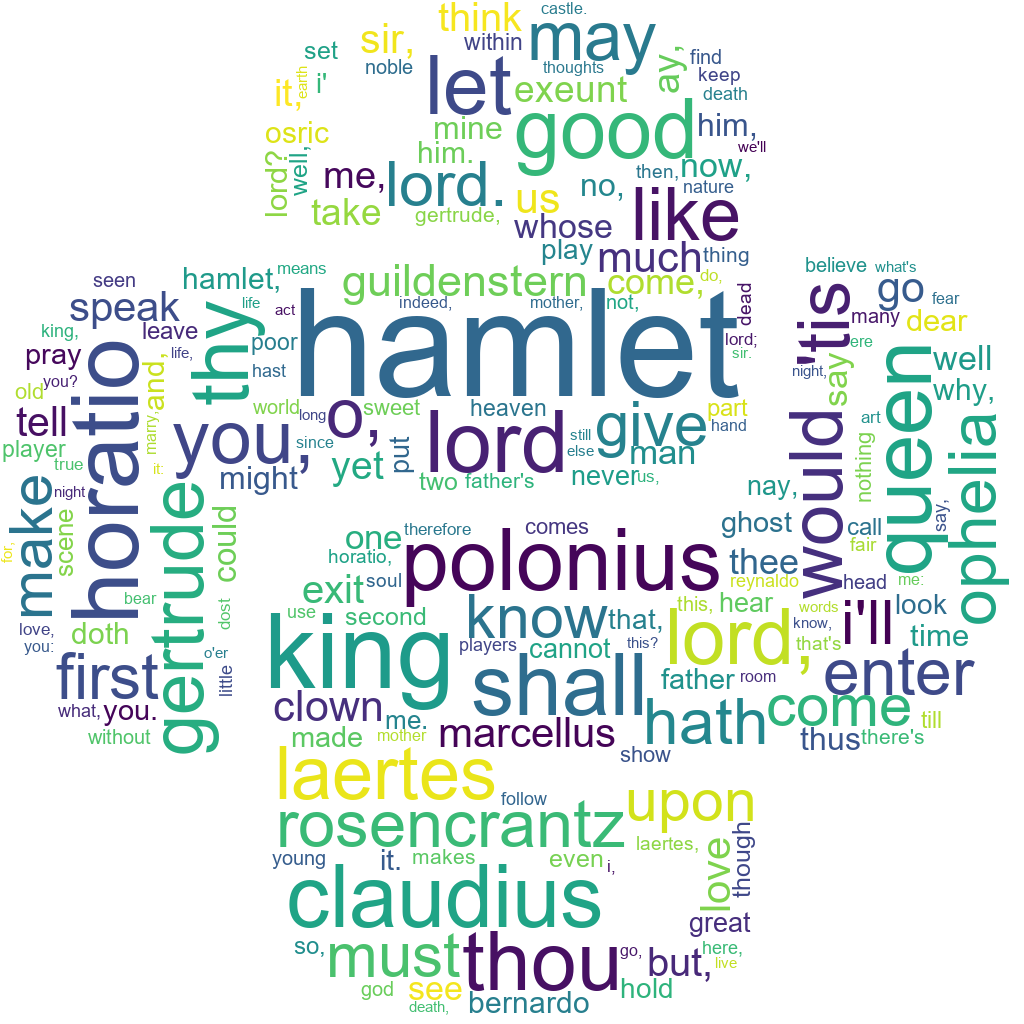 castle.
think
may
sir,
within
set
noble
thoughts
find
ay,
keep
i'
let
exeunt
death
it,
earth
good
him,
osric
mine
we'll
lord?
well,
him.
now,
me,
lord.
no,
then,
nature
us
like
take
gertrude,
whose
play
much
thing
believe
what's
seen
hamlet,
means
guildenstern
come,
do,
'tis
go
fear
speak
life
act
indeed,
hamlet
mother,
not,
dead
many
dear
king,
leave
thy
poor
lord;
ere
pray
life,
sir.
well
you?
and,
hast
night,
say
queen
why,
old
horatio
world
long
o,
sweet
heaven
give
part
art
tell
marry,
you,
since
lord
still
hand
would
ophelia
player
yet
put
else
man
nothing
true
it:
might
two
father's
never
us,
nay,
night
make
gertrude
scene
could
one
therefore
comes
ghost
call
say,
for,
horatio,
polonius
thee
fair
exit
soul
reynaldo
head
me:
bear
dost
use
second
know
that,
this,
hear
words
i'll
look
love,
king
players
cannot
this?
lord,
know,
that's
time
you:
doth
o'er
first
little
shall
father
room
enter
what,
you.
clown
me.
marcellus
hath
come
till
without
made
mother
show
thus
there's
laertes
follow
upon
rosencrantz
young
it.
makes
even
i,
laertes,
love
though
claudius
great
so,
must
thou
go,
but,
here,
live
god
see
hold
death,
bernardo